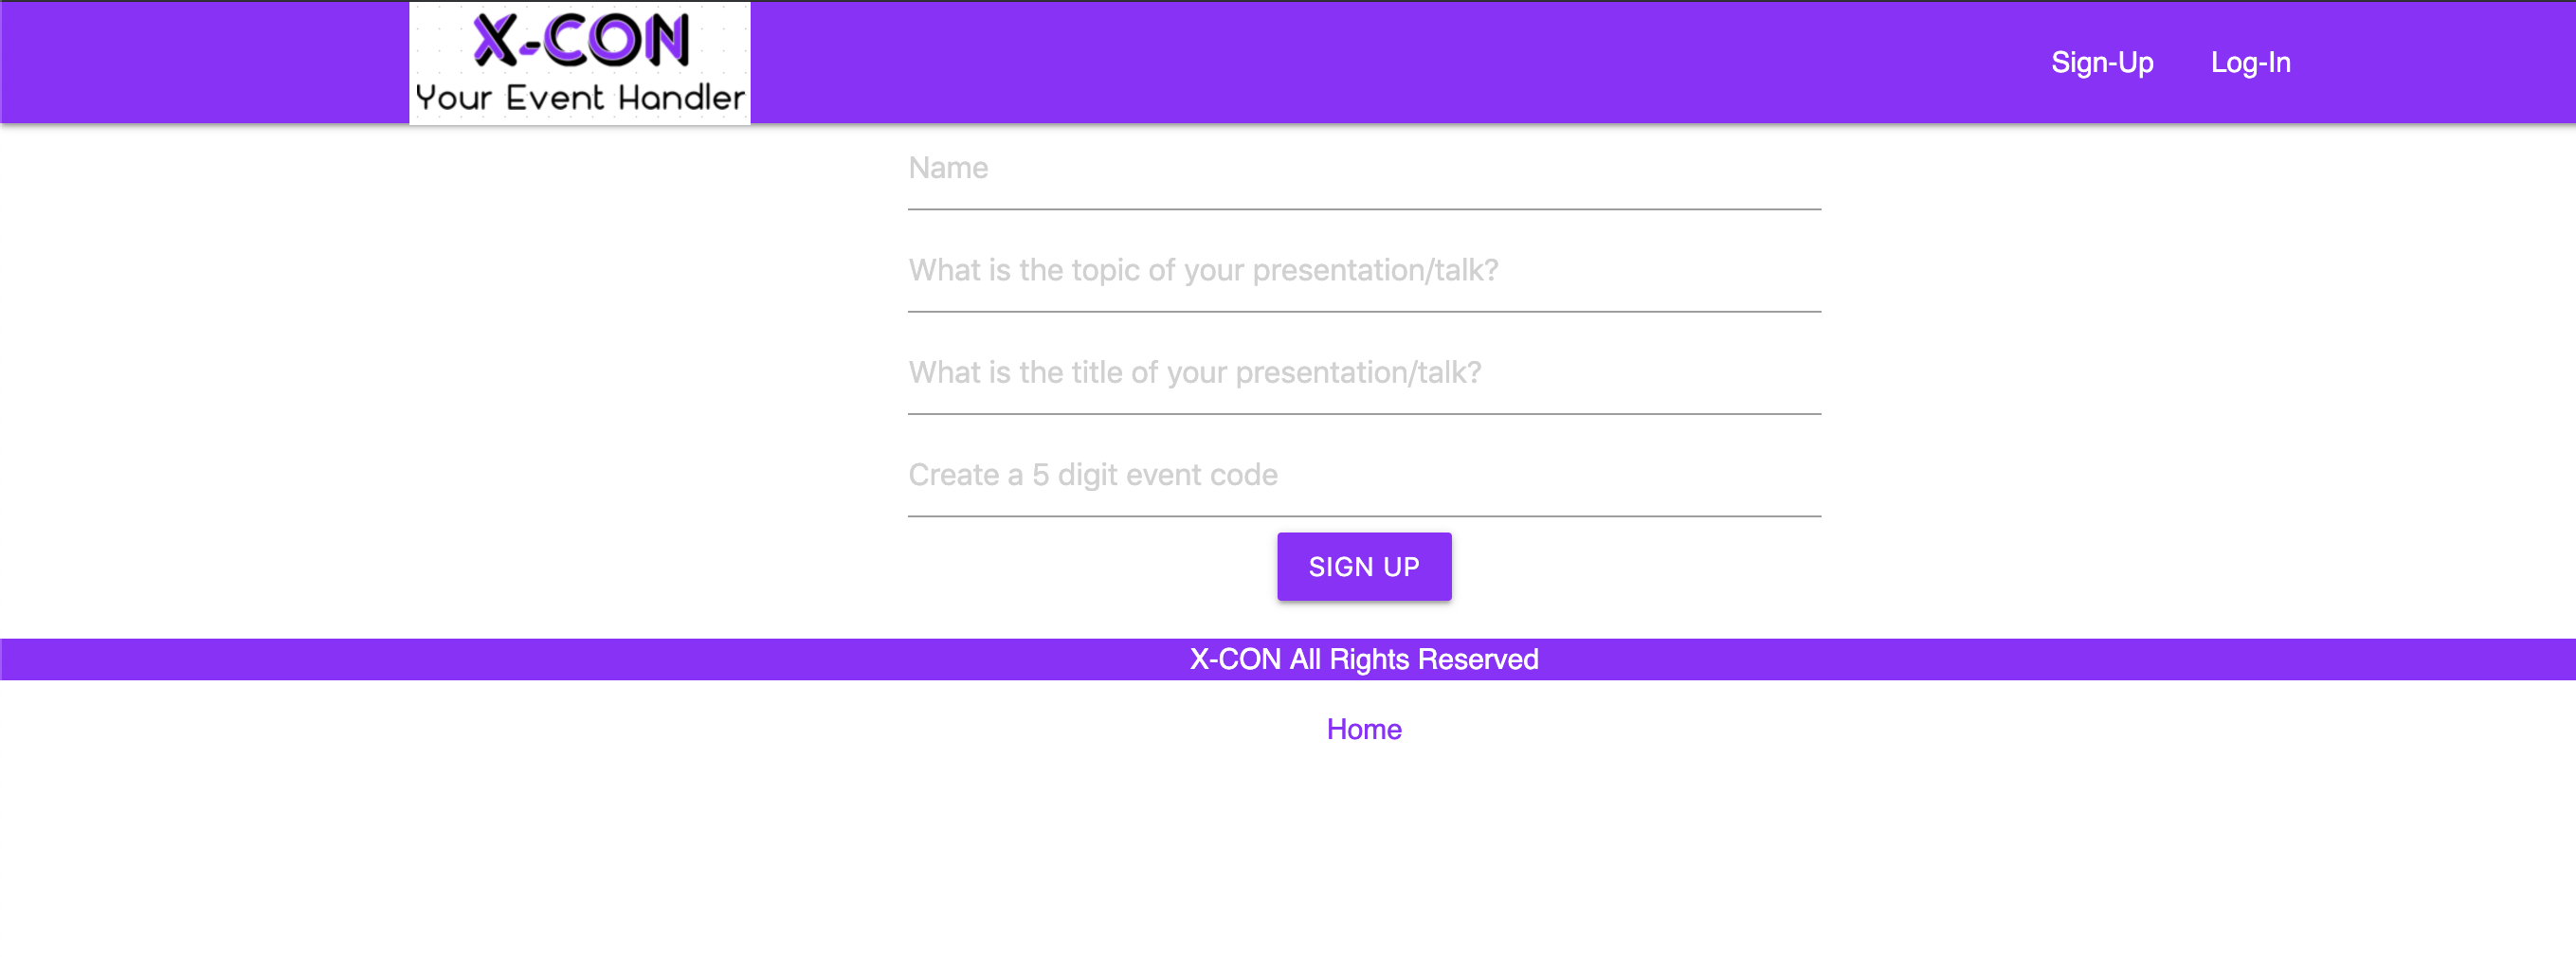 X-CON
Your Event Handler
Sign-Up
Log-In
Name
What is the topic of your presentation/talk?
What is the title of your presentation/talk?
Create a 5 digit event code
SIGN UP
X-CON All Rights Reserved
Home